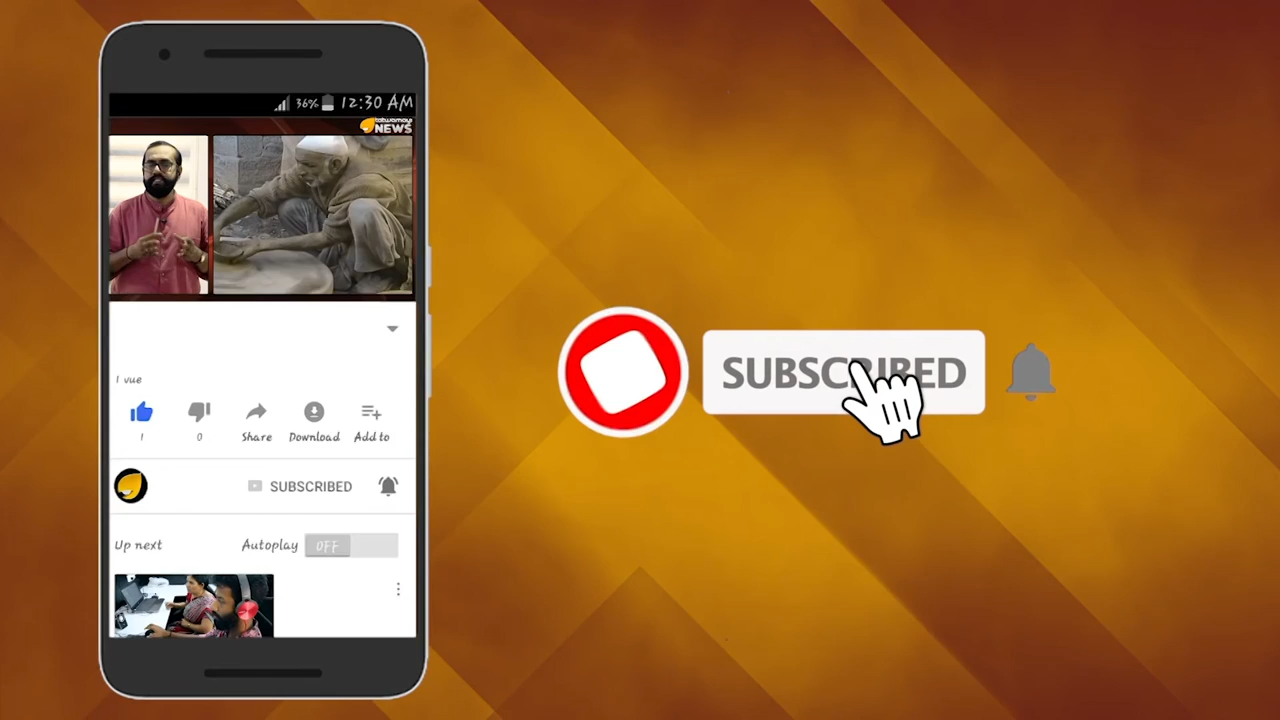 36% 12:30 AM
tatwamayi
NEWS
1 vue
1
0
Share
Download
Add to
SUBSCRIBED
Up next
Autoplay
OFF
SUBSCRIBED